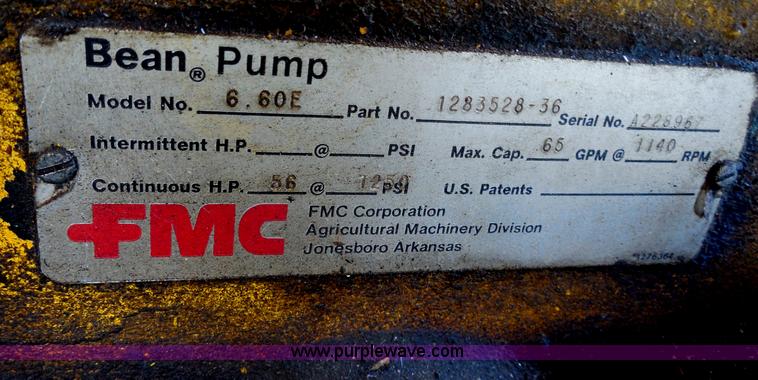 Bean® Pump
Model No. 6.60E Part No. 1283528-36 Serial No. A228967
Intermittent H.P. @ PSI Max. Cap. 65 GPM @ 1140 RPM
Continuous H.P. 56 @ 1250 PSI U.S. Patents
FMC
FMC Corporation
Agricultural Machinery Division
Jonesboro Arkansas
www.purplewave.com